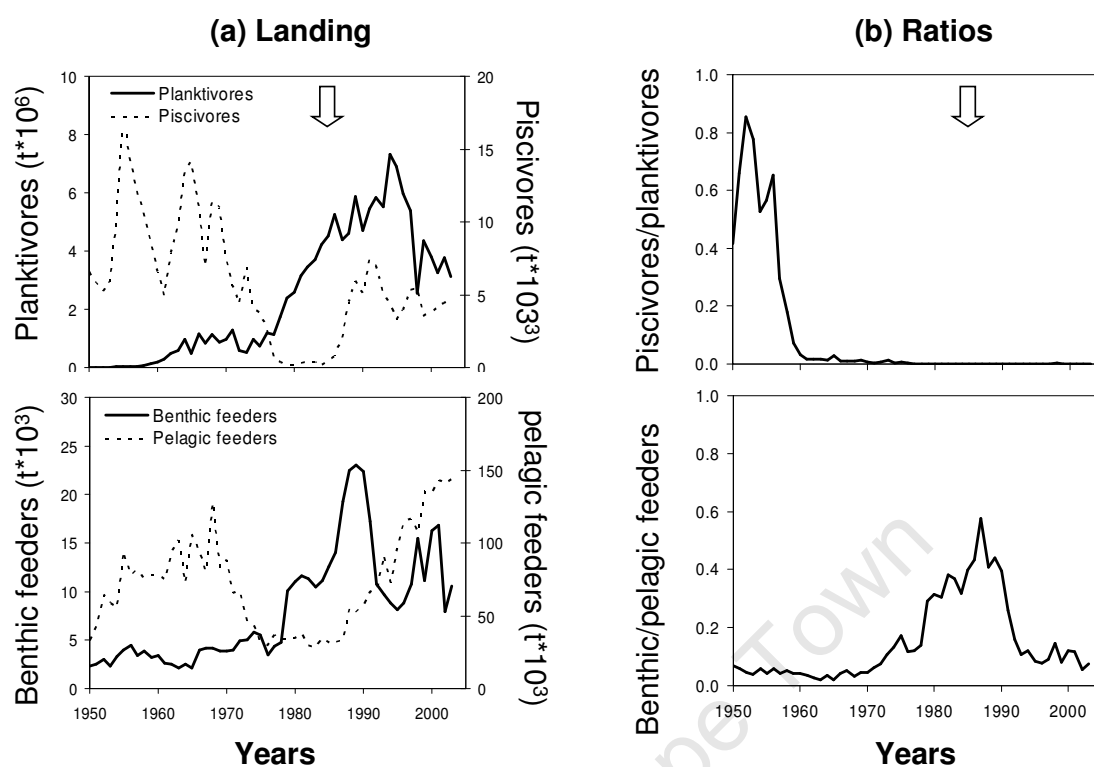 (a) Landing
(b) Ratios
Planktivores (t*10⁶)
10
8
6
4
2
0
Planktivores
Piscivores
20
15
10
5
0
Piscivores (t*103³)
Piscivores/planktivores
1.0
0.8
0.6
0.4
0.2
0.0
Benthic feeders (t*10³)
30
25
20
15
10
5
0
Benthic feeders
Pelagic feeders
200
150
100
50
0
pelagic feeders (t*10³)
1950 1960 1970 1980 1990 2000
Years
Benthic/pelagic feeders
1.0
0.8
0.6
0.4
0.2
0.0
1950 1960 1970 1980 1990 2000
Years
Town